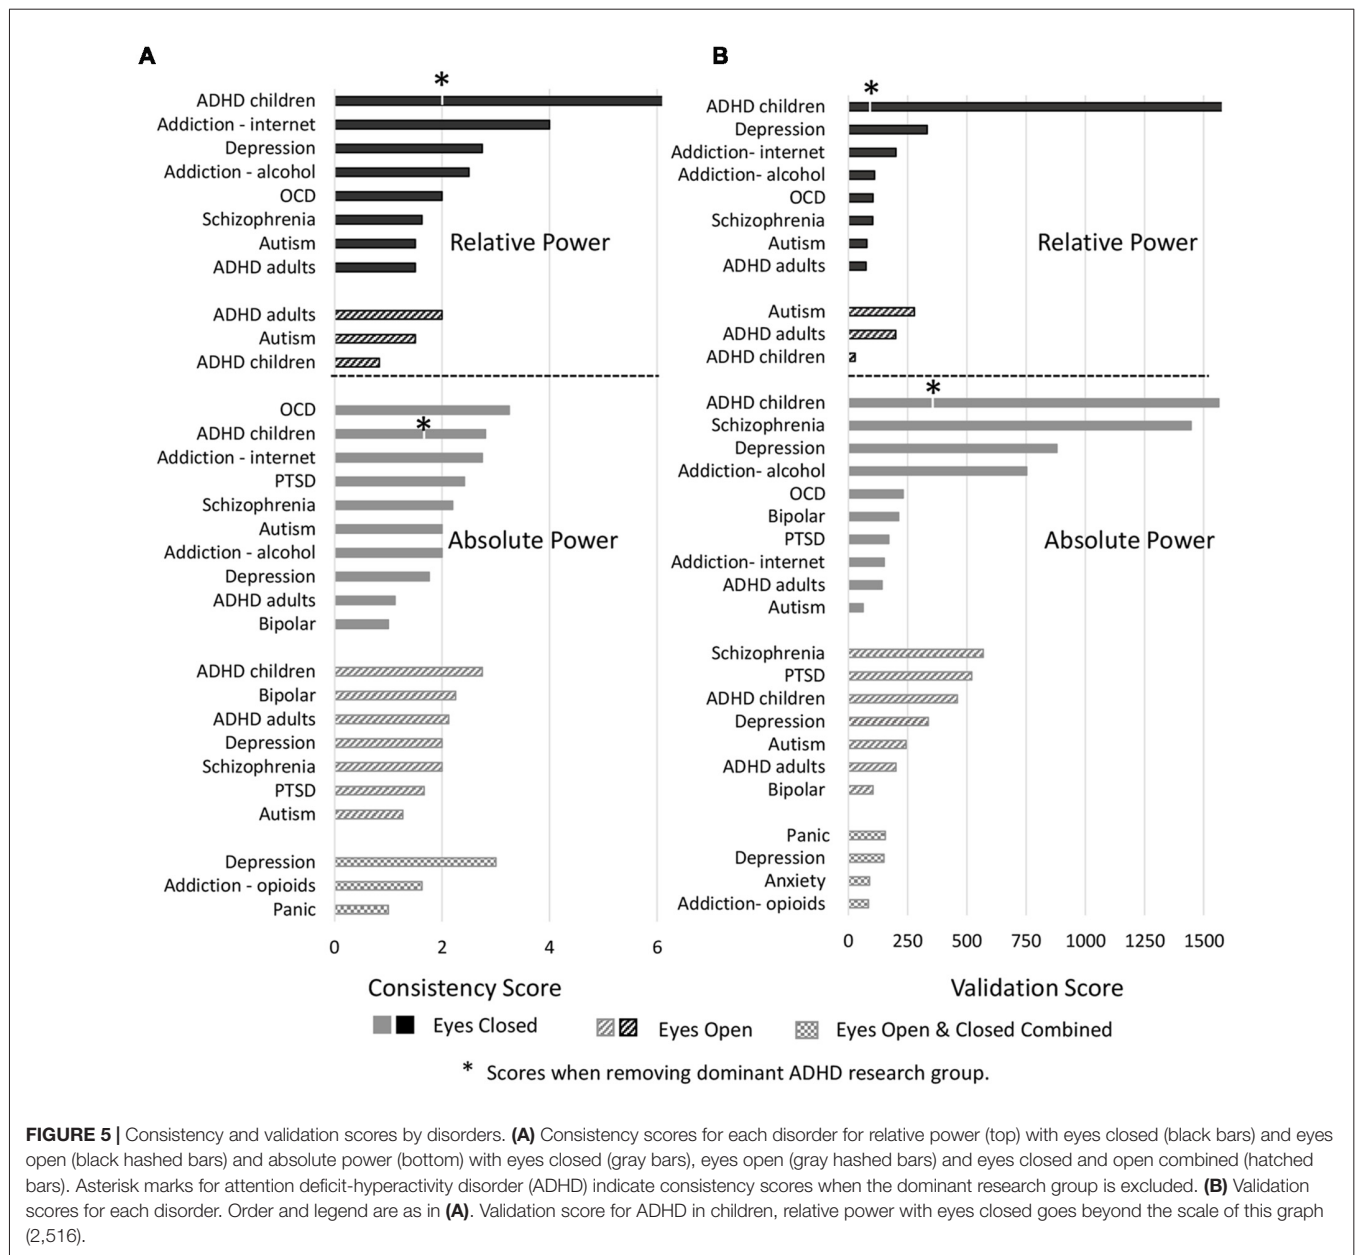 A
*
ADHD children
Addiction - internet
Depression
Addiction - alcohol
OCD
Schizophrenia
Autism
ADHD adults
Relative Power
ADHD adults
Autism
ADHD children
OCD
*
ADHD children
Addiction - internet
PTSD
Schizophrenia
Autism
Addiction - alcohol
Absolute Power
Depression
ADHD adults
Bipolar
ADHD children
Bipolar
ADHD adults
Depression
Schizophrenia
PTSD
Autism
Depression
Addiction - opioids
Panic
0 2 4 6
Consistency Score
B
*
ADHD children
Depression
Addiction- internet
Addiction- alcohol
OCD
Schizophrenia
Autism
ADHD adults
Relative Power
Autism
ADHD adults
ADHD children
*
ADHD children
Schizophrenia
Depression
Addiction- alcohol
OCD
Bipolar
PTSD
Absolute Power
Addiction- internet
ADHD adults
Autism
Schizophrenia
PTSD
ADHD children
Depression
Autism
ADHD adults
Bipolar
Panic
Depression
Anxiety
Addiction- opioids
0 250 500 750 1000 1250 1500
Validation Score
Eyes Closed Eyes Open Eyes Open & Closed Combined
* Scores when removing dominant ADHD research group.
FIGURE 5 | Consistency and validation scores by disorders. (A) Consistency scores for each disorder for relative power (top) with eyes closed (black bars) and eyes
open (black hashed bars) and absolute power (bottom) with eyes closed (gray bars), eyes open (gray hashed bars) and eyes closed and open combined (hatched
bars). Asterisk marks for attention deficit-hyperactivity disorder (ADHD) indicate consistency scores when the dominant research group is excluded. (B) Validation
scores for each disorder. Order and legend are as in (A). Validation score for ADHD in children, relative power with eyes closed goes beyond the scale of this graph
(2,516).